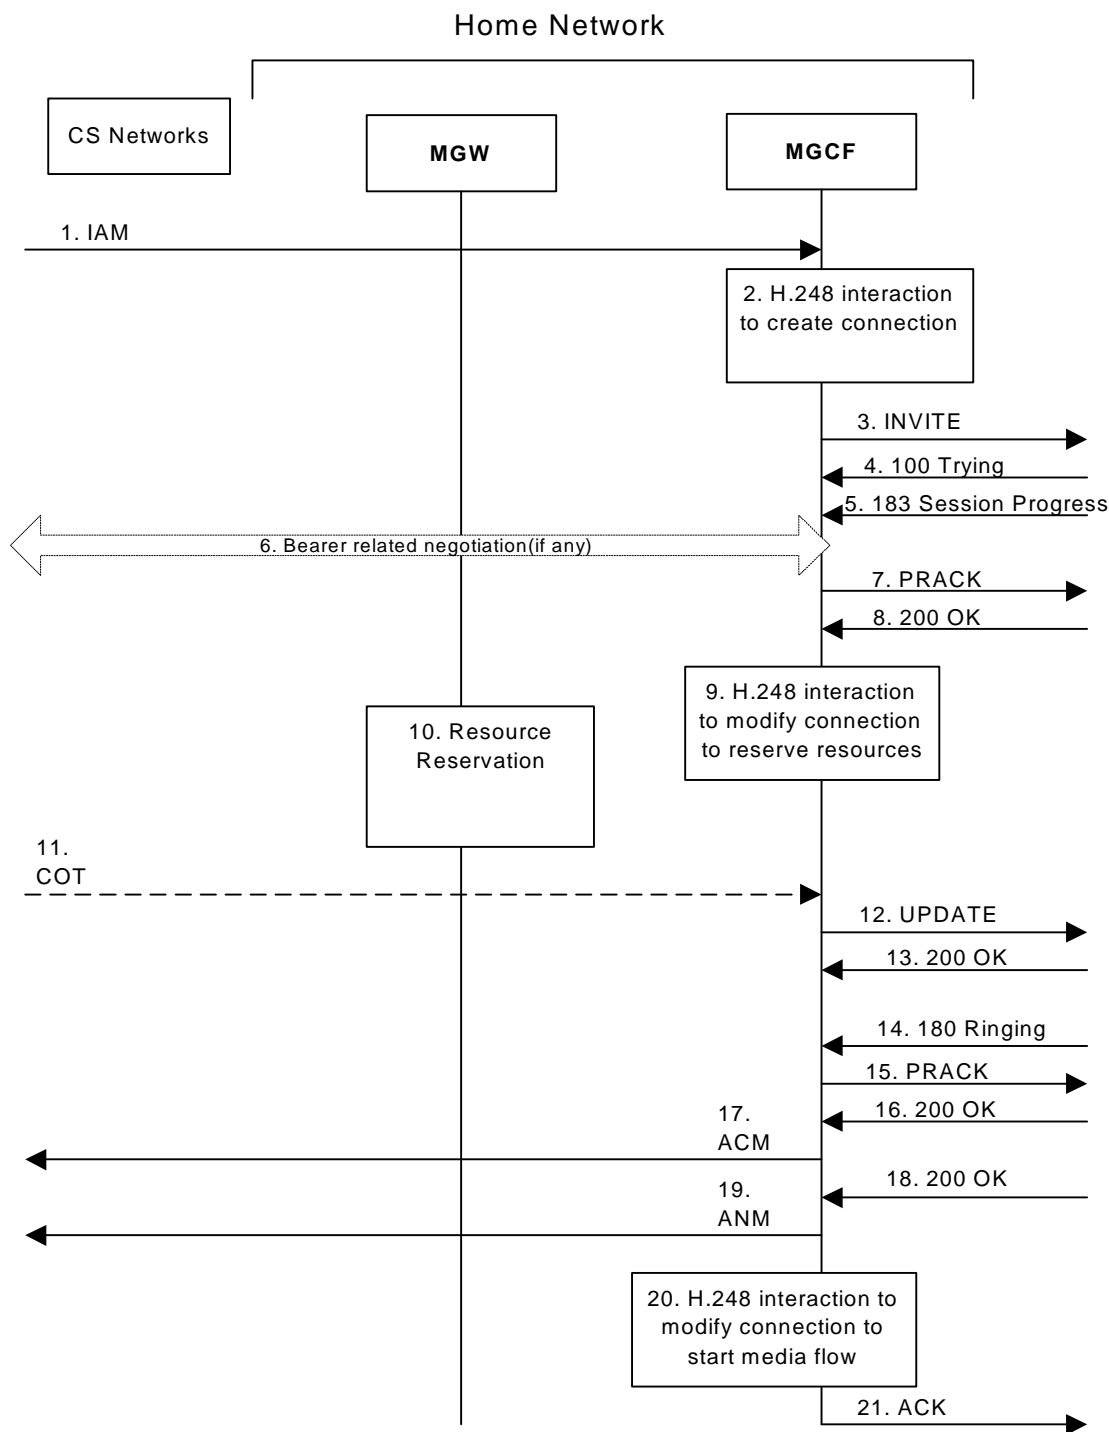 Home Network
CS Networks
MGW
MGCF
1. IAM
2. H.248 interaction
to create connection
3. INVITE
4. 100 Trying
5. 183 Session Progress
6. Bearer related negotiation(if any)
7. PRACK
8. 200 OK
9. H.248 interaction
to modify connection
to reserve resources
10. Resource
Reservation
11.
COT
12. UPDATE
13. 200 OK
14. 180 Ringing
15. PRACK
16. 200 OK
17.
ACM
18. 200 OK
19.
ANM
20. H.248 interaction to
modify connection to
start media flow
21. ACK